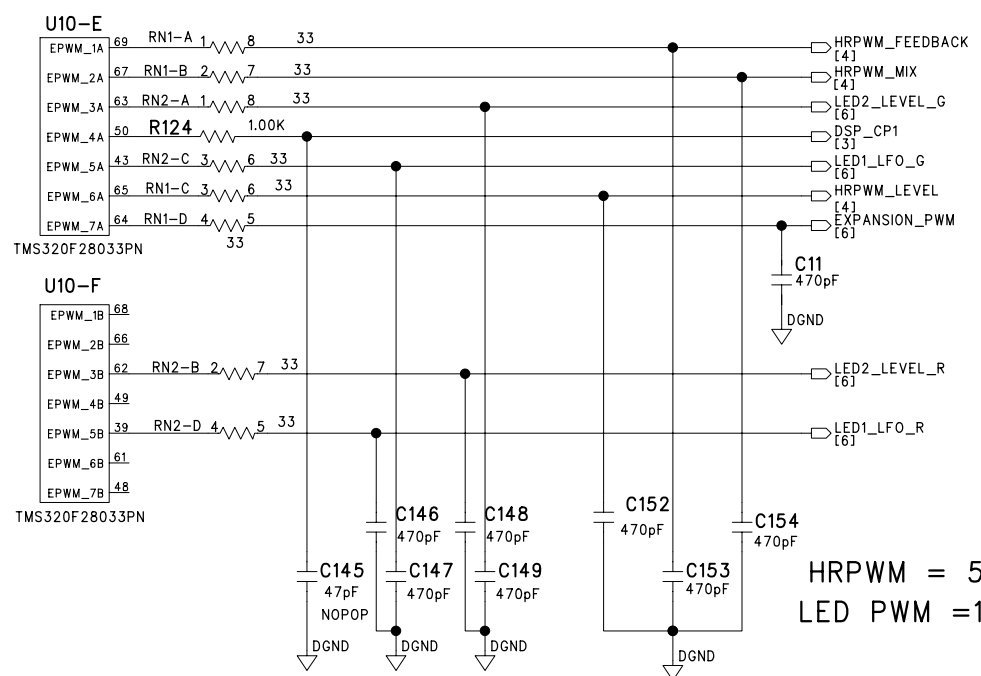 U10-E
EPWM_1A 69 RN1-A 1 8 33 HRPWM_FEEDBACK
[4]
EPWM_2A 67 RN1-B 2 7 33 HRPWM_MIX
[4]
EPWM_3A 63 RN2-A 1 8 33 LED2_LEVEL_G
[6]
EPWM_4A 50 R124 1.00K DSP_CP1
[3]
EPWM_5A 43 RN2-C 3 6 33 LED1_LFO_G
[6]
EPWM_6A 65 RN1-C 3 6 33 HRPWM_LEVEL
[4]
EPWM_7A 64 RN1-D 4 5 EXPANSION_PWM
33 [6]
TMS320F28033PN
C11
470pF
DGND
U10-F
EPWM_1B 68
EPWM_2B 66
EPWM_3B 62 RN2-B 2 7 33 LED2_LEVEL_R
[6]
EPWM_4B 49
EPWM_5B 39 RN2-D 4 5 33 LED1_LFO_R
[6]
EPWM_6B 61
EPWM_7B 48
TMS320F28033PN
C146 C148 C152 C154
470pF 470pF 470pF 470pF
C145 C147 C149 C153
47pF 470pF 470pF 470pF
NOPOP
DGND DGND DGND DGND
HRPWM = 5
LED PWM =1